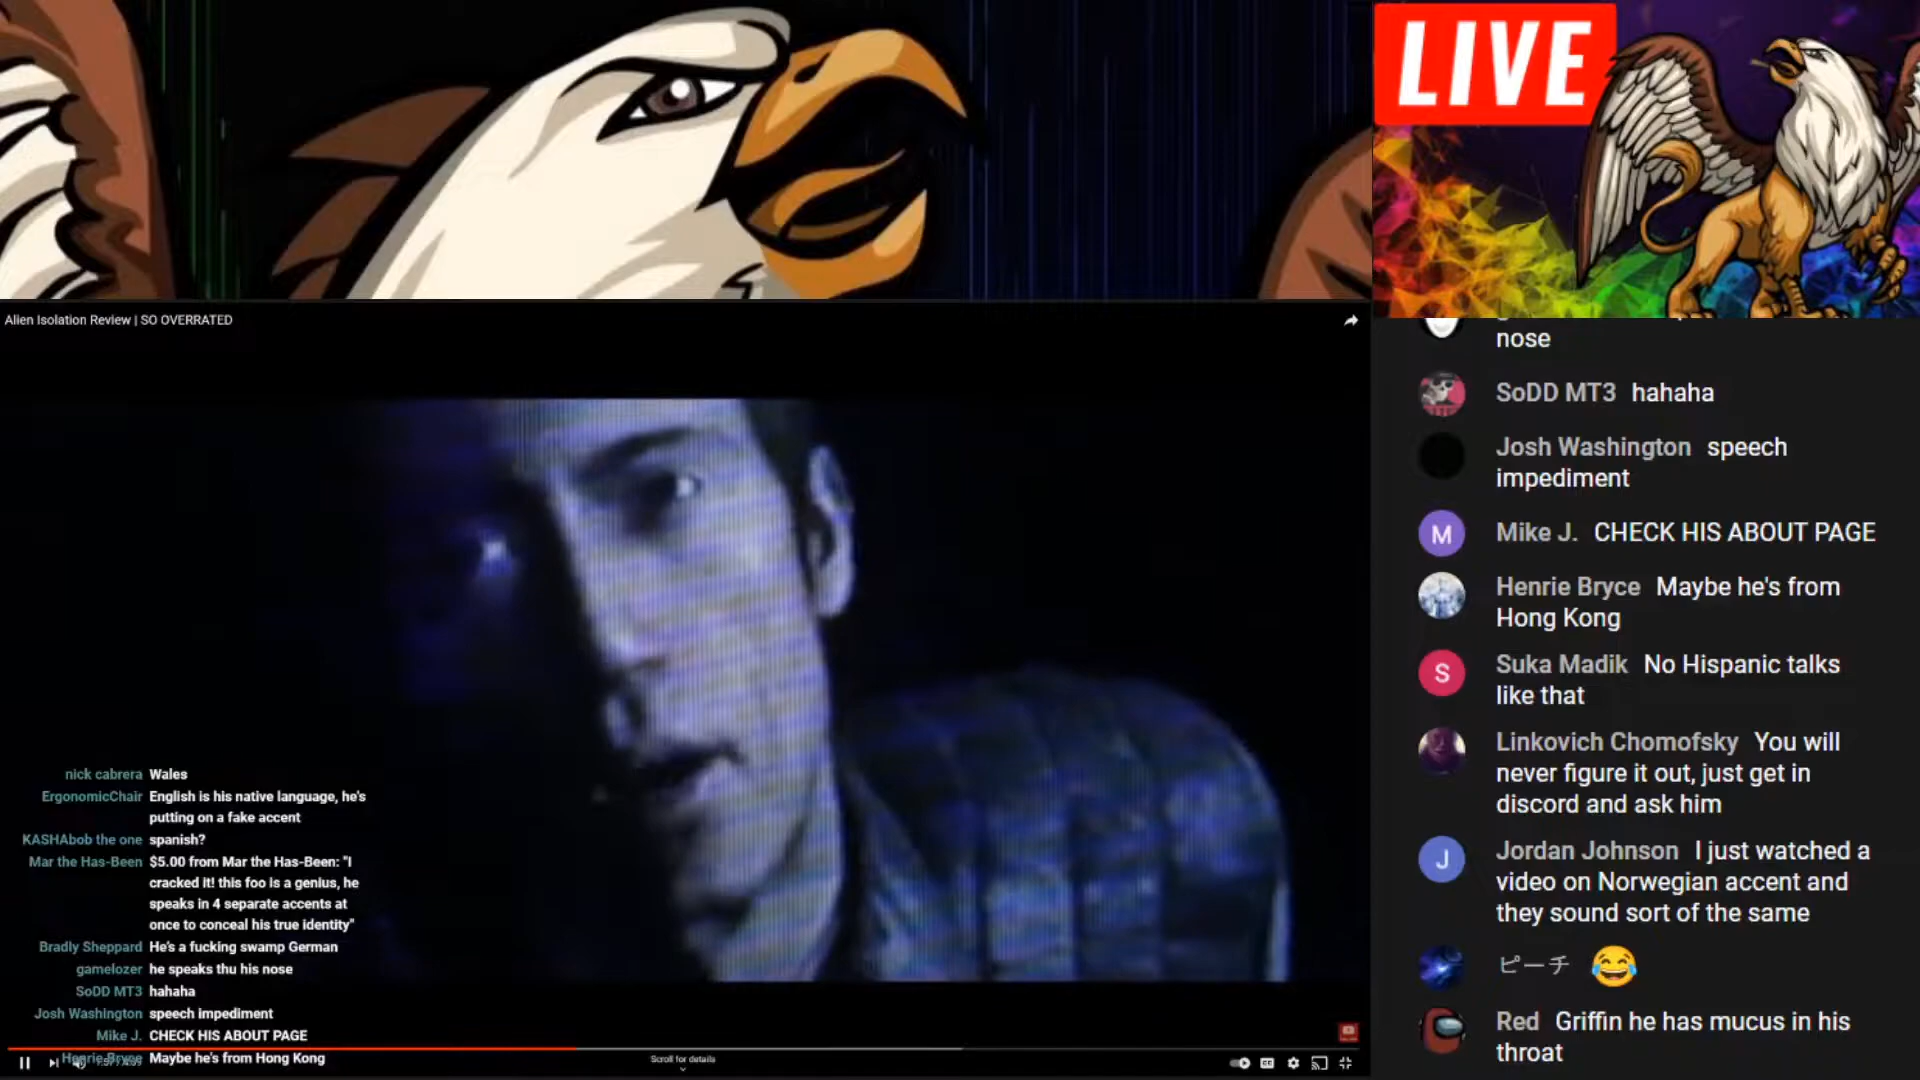 LIVE
Alien Isolation Review | SO OVERRATED
nick cabrera Wales
ErgonomicChair English is his native language, he's
putting on a fake accent
KASHAbob the one spanish?
Mar the Has-Been $5.00 from Mar the Has-Been: "I
cracked it! this foo is a genius, he
speaks in 4 separate accents at
once to conceal his true identity"
Bradly Sheppard He's a fucking swamp German
gamelozer he speaks thu his nose
SoDD MT3 hahaha
Josh Washington speech impediment
Mike J. CHECK HIS ABOUT PAGE
Henrie Bryce Maybe he's from Hong Kong
Scroll for details
nose
SoDD MT3 hahaha
Josh Washington speech
impediment
M
Mike J. CHECK HIS ABOUT PAGE
Henrie Bryce Maybe he's from
Hong Kong
S
Suka Madik No Hispanic talks
like that
Linkovich Chomofsky You will
never figure it out, just get in
discord and ask him
J
Jordan Johnson I just watched a
video on Norwegian accent and
they sound sort of the same
ピーチ 😂
Red Griffin he has mucus in his
throat